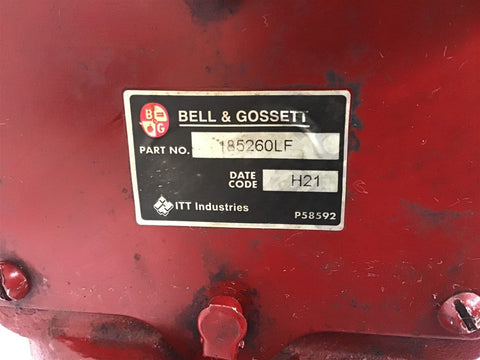 B G
BELL & GOSSETT
PART NO. 185260LF
DATE CODE H21
ITT Industries
P58592